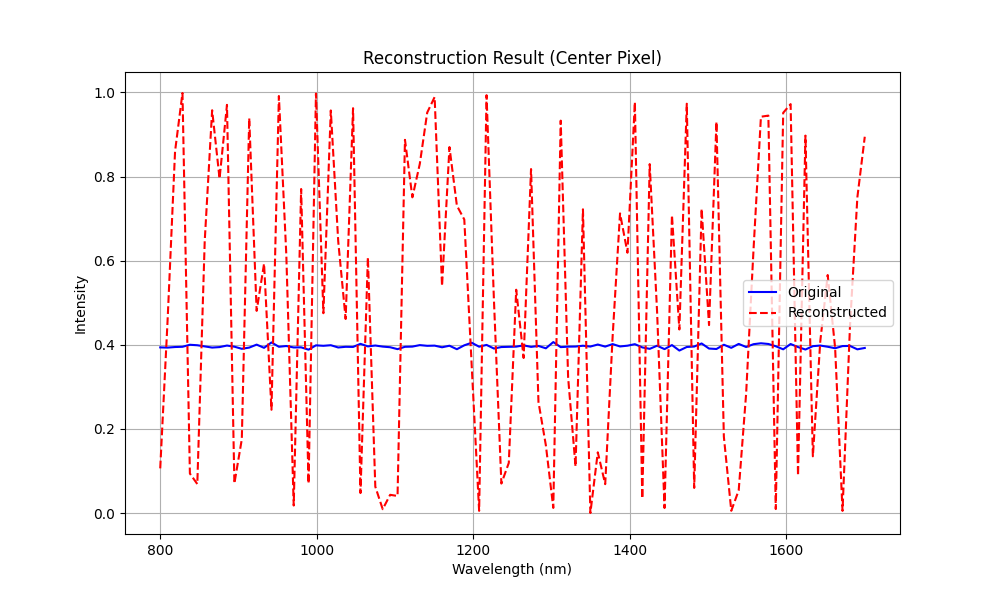 Reconstruction Result (Center Pixel)
1.0
0.8
0.6
0.4
0.2
0.0
Intensity
Original
Reconstructed
800
1000
1200
1400
1600
Wavelength (nm)